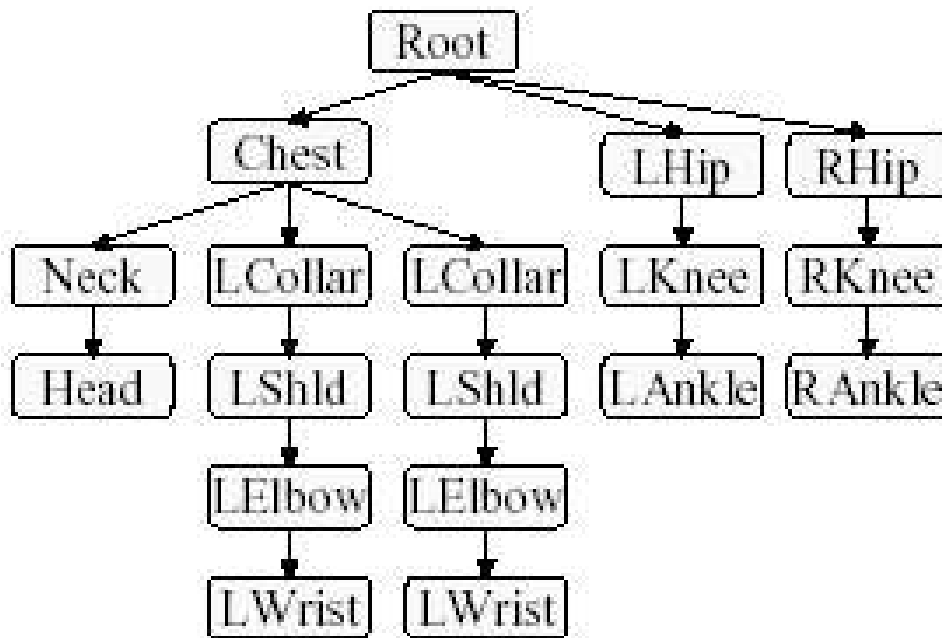 Root
Chest
LHip
RHip
Neck
LCollar
LCollar
LKnee
RKnee
Head
LShld
LShld
LAnkle
RAnkle
LElbow
LElbow
LWrist
LWrist